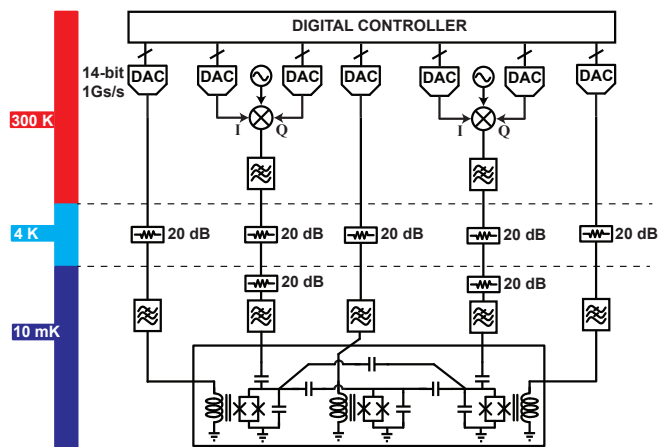 DIGITAL CONTROLLER
DAC DAC DAC DAC DAC DAC DAC
14-bit
1Gs/s
300 K
I Q I Q
4 K
20 dB 20 dB 20 dB 20 dB 20 dB
20 dB 20 dB
10 mK